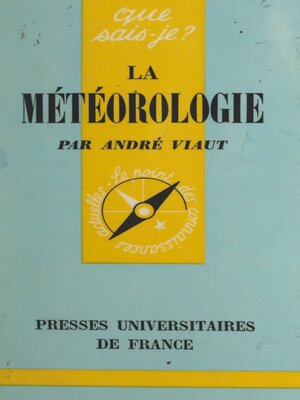 que
sais-je?
LA
MÉTÉOROLOGIE
PAR ANDRÉ VIAUT
Le point des connaissances actuelles
PRESSES UNIVERSITAIRES
DE FRANCE